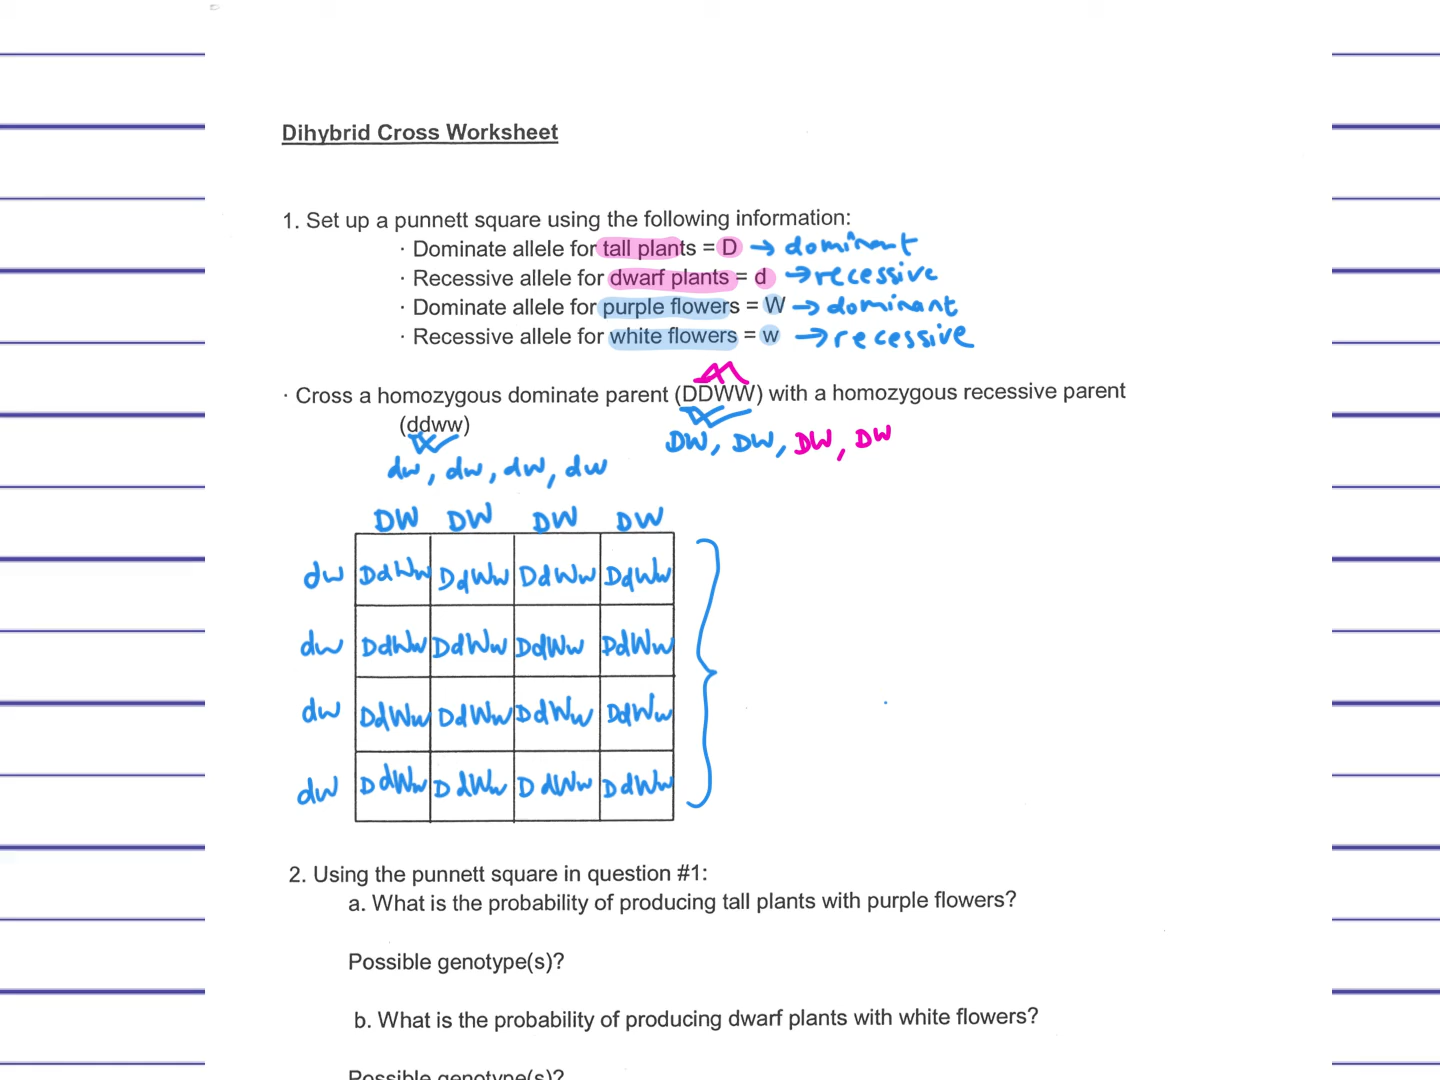 Dihybrid Cross Worksheet
1. Set up a punnett square using the following information:
· Dominate allele for tall plants = D → dominant
· Recessive allele for dwarf plants = d → recessive
· Dominate allele for purple flowers = W → dominant
· Recessive allele for white flowers = w → recessive
· Cross a homozygous dominate parent (DDWW) with a homozygous recessive parent
(ddww)
DW, DW, DW, DW
dw, dw, dw, dw
DW DW DW DW
dw DdWw DdWw DdWw DdWw
dw DdWw DdWw DdWw DdWw
dw DdWw DdWw DdWw DdWw
dw DdWw DdWw DdWw DdWw
2. Using the punnett square in question #1:
a. What is the probability of producing tall plants with purple flowers?
Possible genotype(s)?
b. What is the probability of producing dwarf plants with white flowers?
Possible genotype(s)?